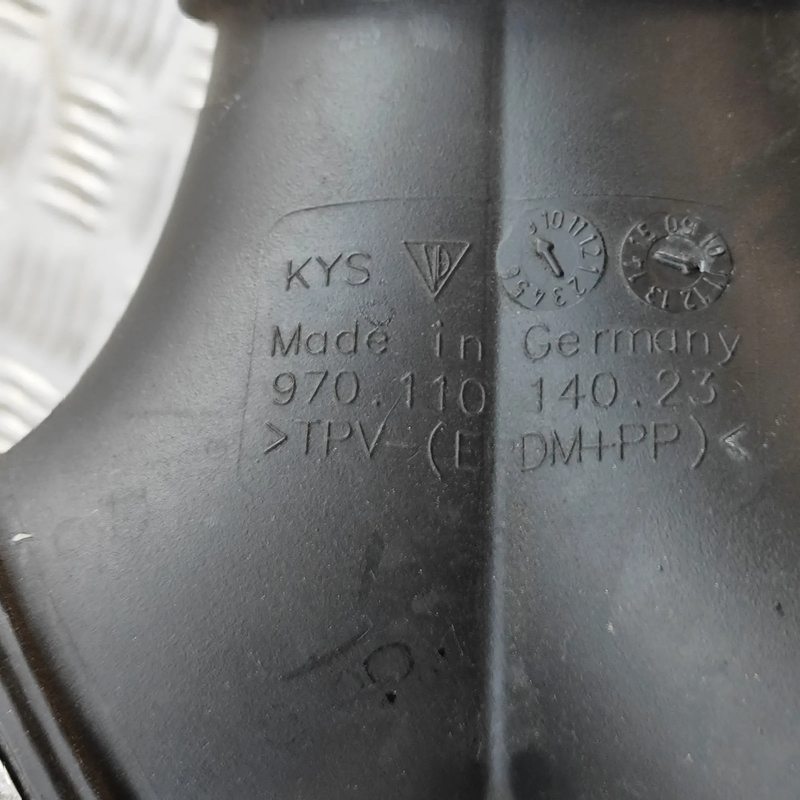 KYS
Made in Germany
970.110 140.23
>TPV-(EPDM+PP)<